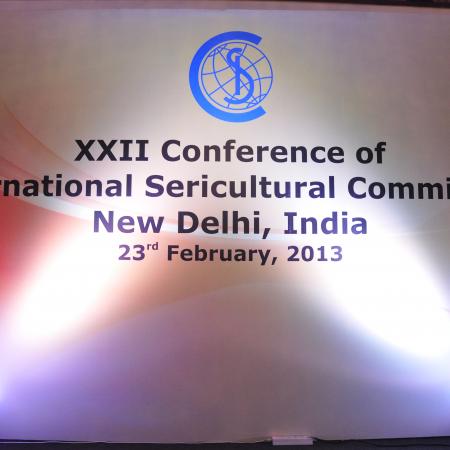 XXII Conference of
rnational Sericultural Commi
New Delhi, India
23rd February, 2013